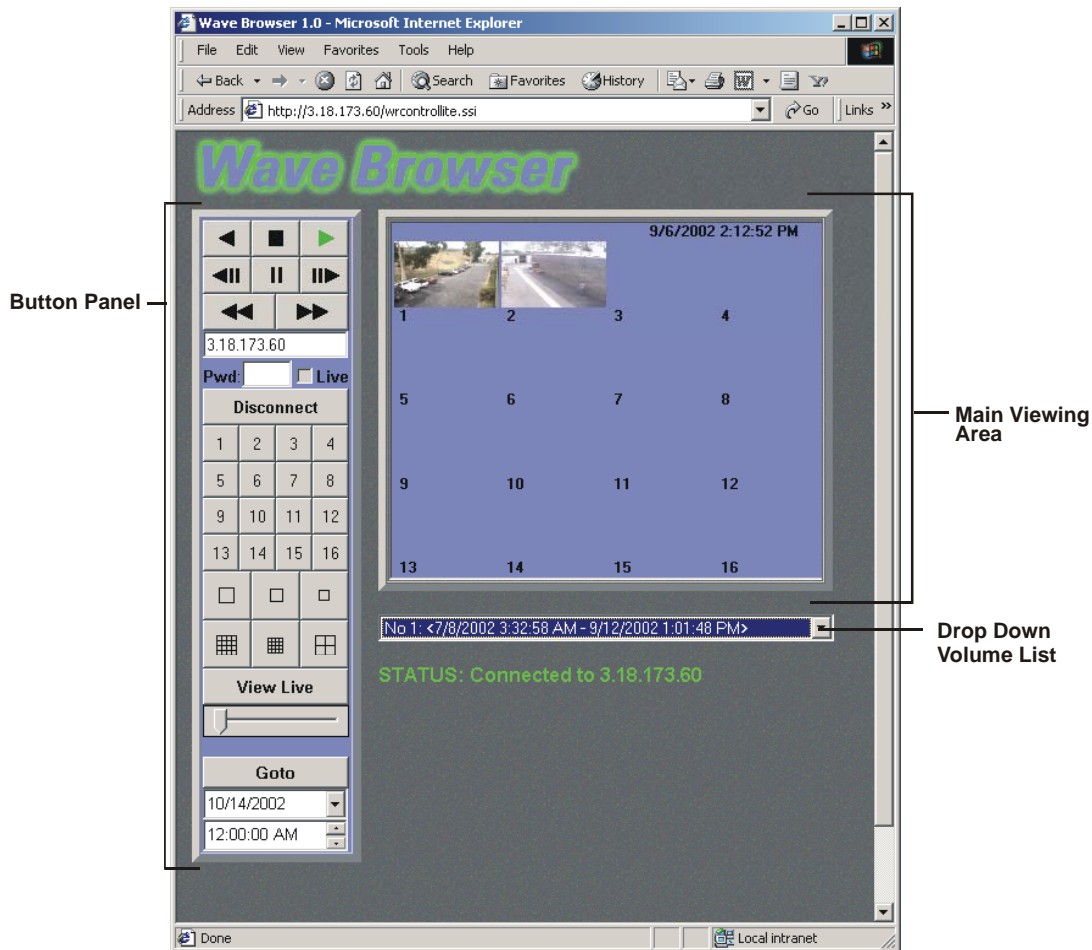 Wave Browser 1.0 - Microsoft Internet Explorer
File Edit View Favorites Tools Help
Back Search Favorites History
Address http://3.18.173.60/wrcontrollite.ssi Go Links »
Wave Browser
Button Panel
3.18.173.60
Pwd: Live
Disconnect
1 2 3 4
5 6 7 8
9 10 11 12
13 14 15 16
View Live
Goto
10/14/2002
12:00:00 AM
9/6/2002 2:12:52 PM
1 2 3 4
5 6 7 8
9 10 11 12
13 14 15 16
Main Viewing
Area
No 1: <7/8/2002 3:32:58 AM - 9/12/2002 1:01:48 PM>
Drop Down
Volume List
STATUS: Connected to 3.18.173.60
Done Local intranet